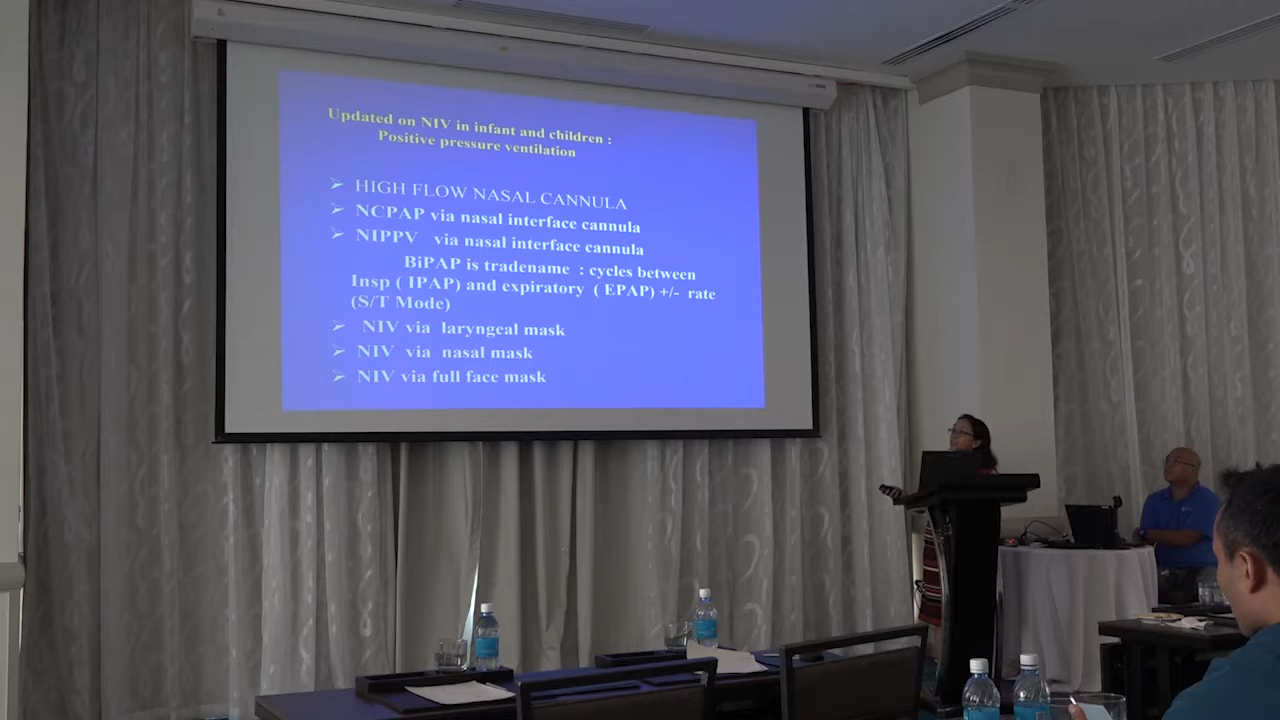 Updated on NIV in infant and children :
Positive pressure ventilation
➢ HIGH FLOW NASAL CANNULA
➢ NCPAP via nasal interface cannula
➢ NIPPV via nasal interface cannula
BiPAP is tradename : cycles between
Insp ( IPAP) and expiratory ( EPAP) +/- rate
(S/T Mode)
➢ NIV via laryngeal mask
➢ NIV via nasal mask
➢ NIV via full face mask